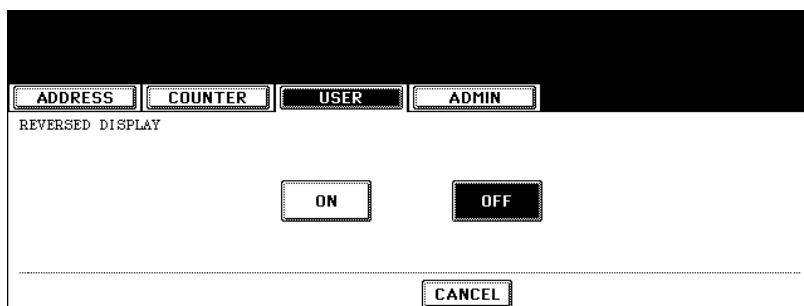 ADDRESS COUNTER USER ADMIN
REVERSED DISPLAY
ON OFF
CANCEL